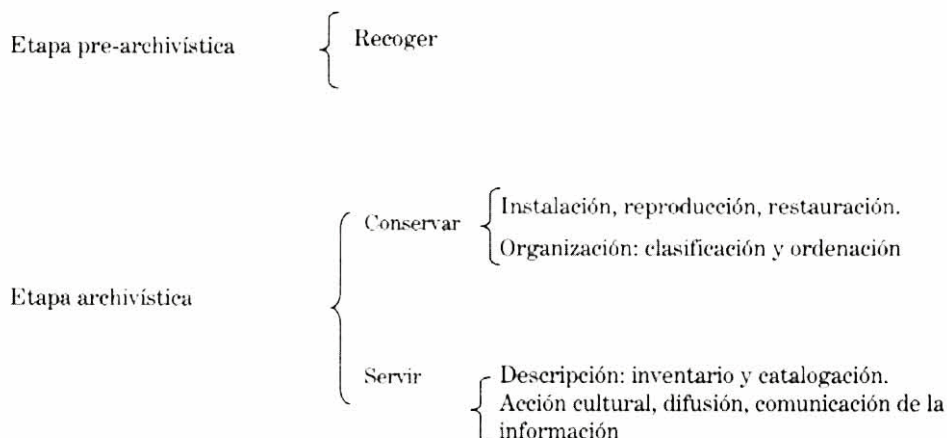 Etapa pre-archivística
Recoger
Etapa archivística
Conservar
Instalación, reproducción, restauración.
Organización: clasificación y ordenación
Servir
Descripción: inventario y catalogación.
Acción cultural, difusión, comunicación de la
información